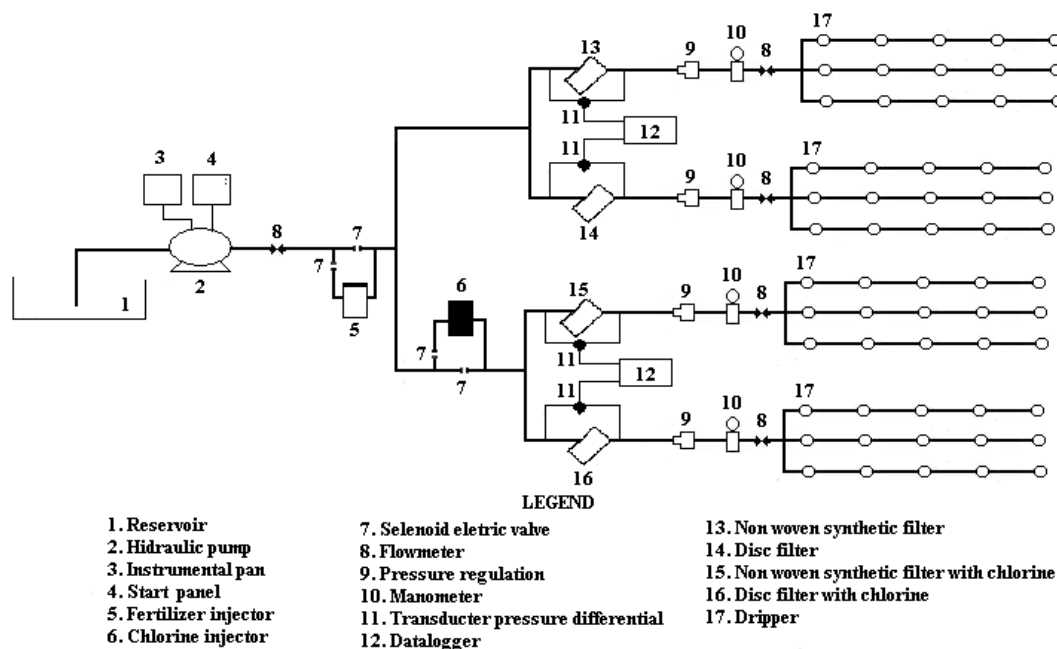 17
10
13
9
8
11
12
17
11
10
3
4
9
8
8
7
14
17
7
6
15
10
1
2
9
8
5
11
7
12
11
17
7
10
9
8
16
LEGEND
1. Reservoir
2. Hidraulic pump
3. Instrumental pan
4. Start panel
5. Fertilizer injector
6. Chlorine injector
7. Selenoid eletric valve
8. Flowmeter
9. Pressure regulation
10. Manometer
11. Transducter pressure differential
12. Datalogger
13. Non woven synthetic filter
14. Disc filter
15. Non woven synthetic filter with chlorine
16. Disc filter with chlorine
17. Dripper